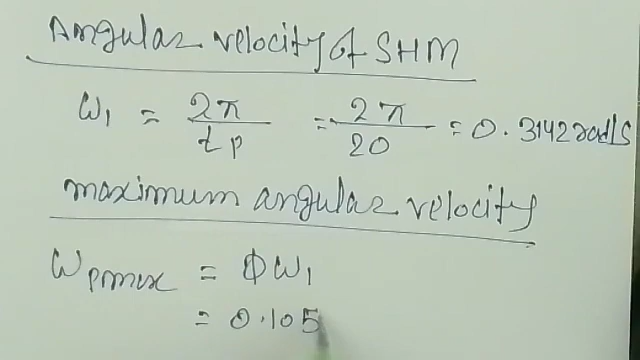 Angular velocity of SHM
ω₁ = 2π / tp = 2π / 20 = 0.3142 rad/s
maximum angular velocity
ωpmax = ϕω₁
= 0.105